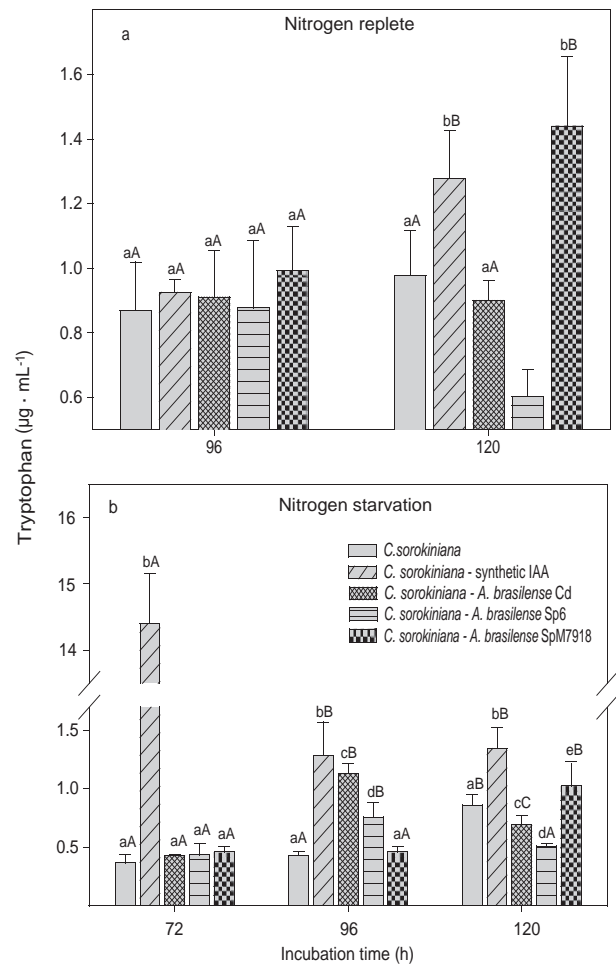 Nitrogen replete
a
1.6
1.4
1.2
1.0
0.8
0.6
aA aA aA aA aA
aA bB aA aA bB
96 120
Tryptophan (µg · mL-1)
b Nitrogen starvation
16
15
14
1.5
1.0
0.5
C.sorokiniana
C. sorokiniana - synthetic IAA
C. sorokiniana - A. brasilense Cd
C. sorokiniana - A. brasilense Sp6
C. sorokiniana - A. brasilense SpM7918
aA bA aA aA aA
aA bB cB dB aA
aB bB cC dA eB
72 96 120
Incubation time (h)